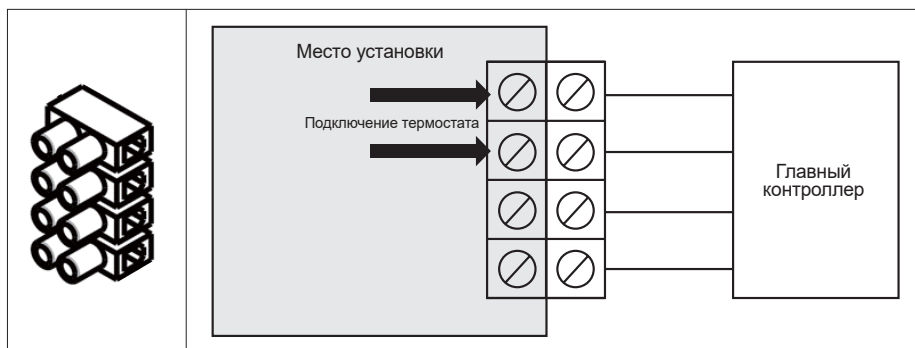 Место установки
Подключение термостата
Главный
контроллер